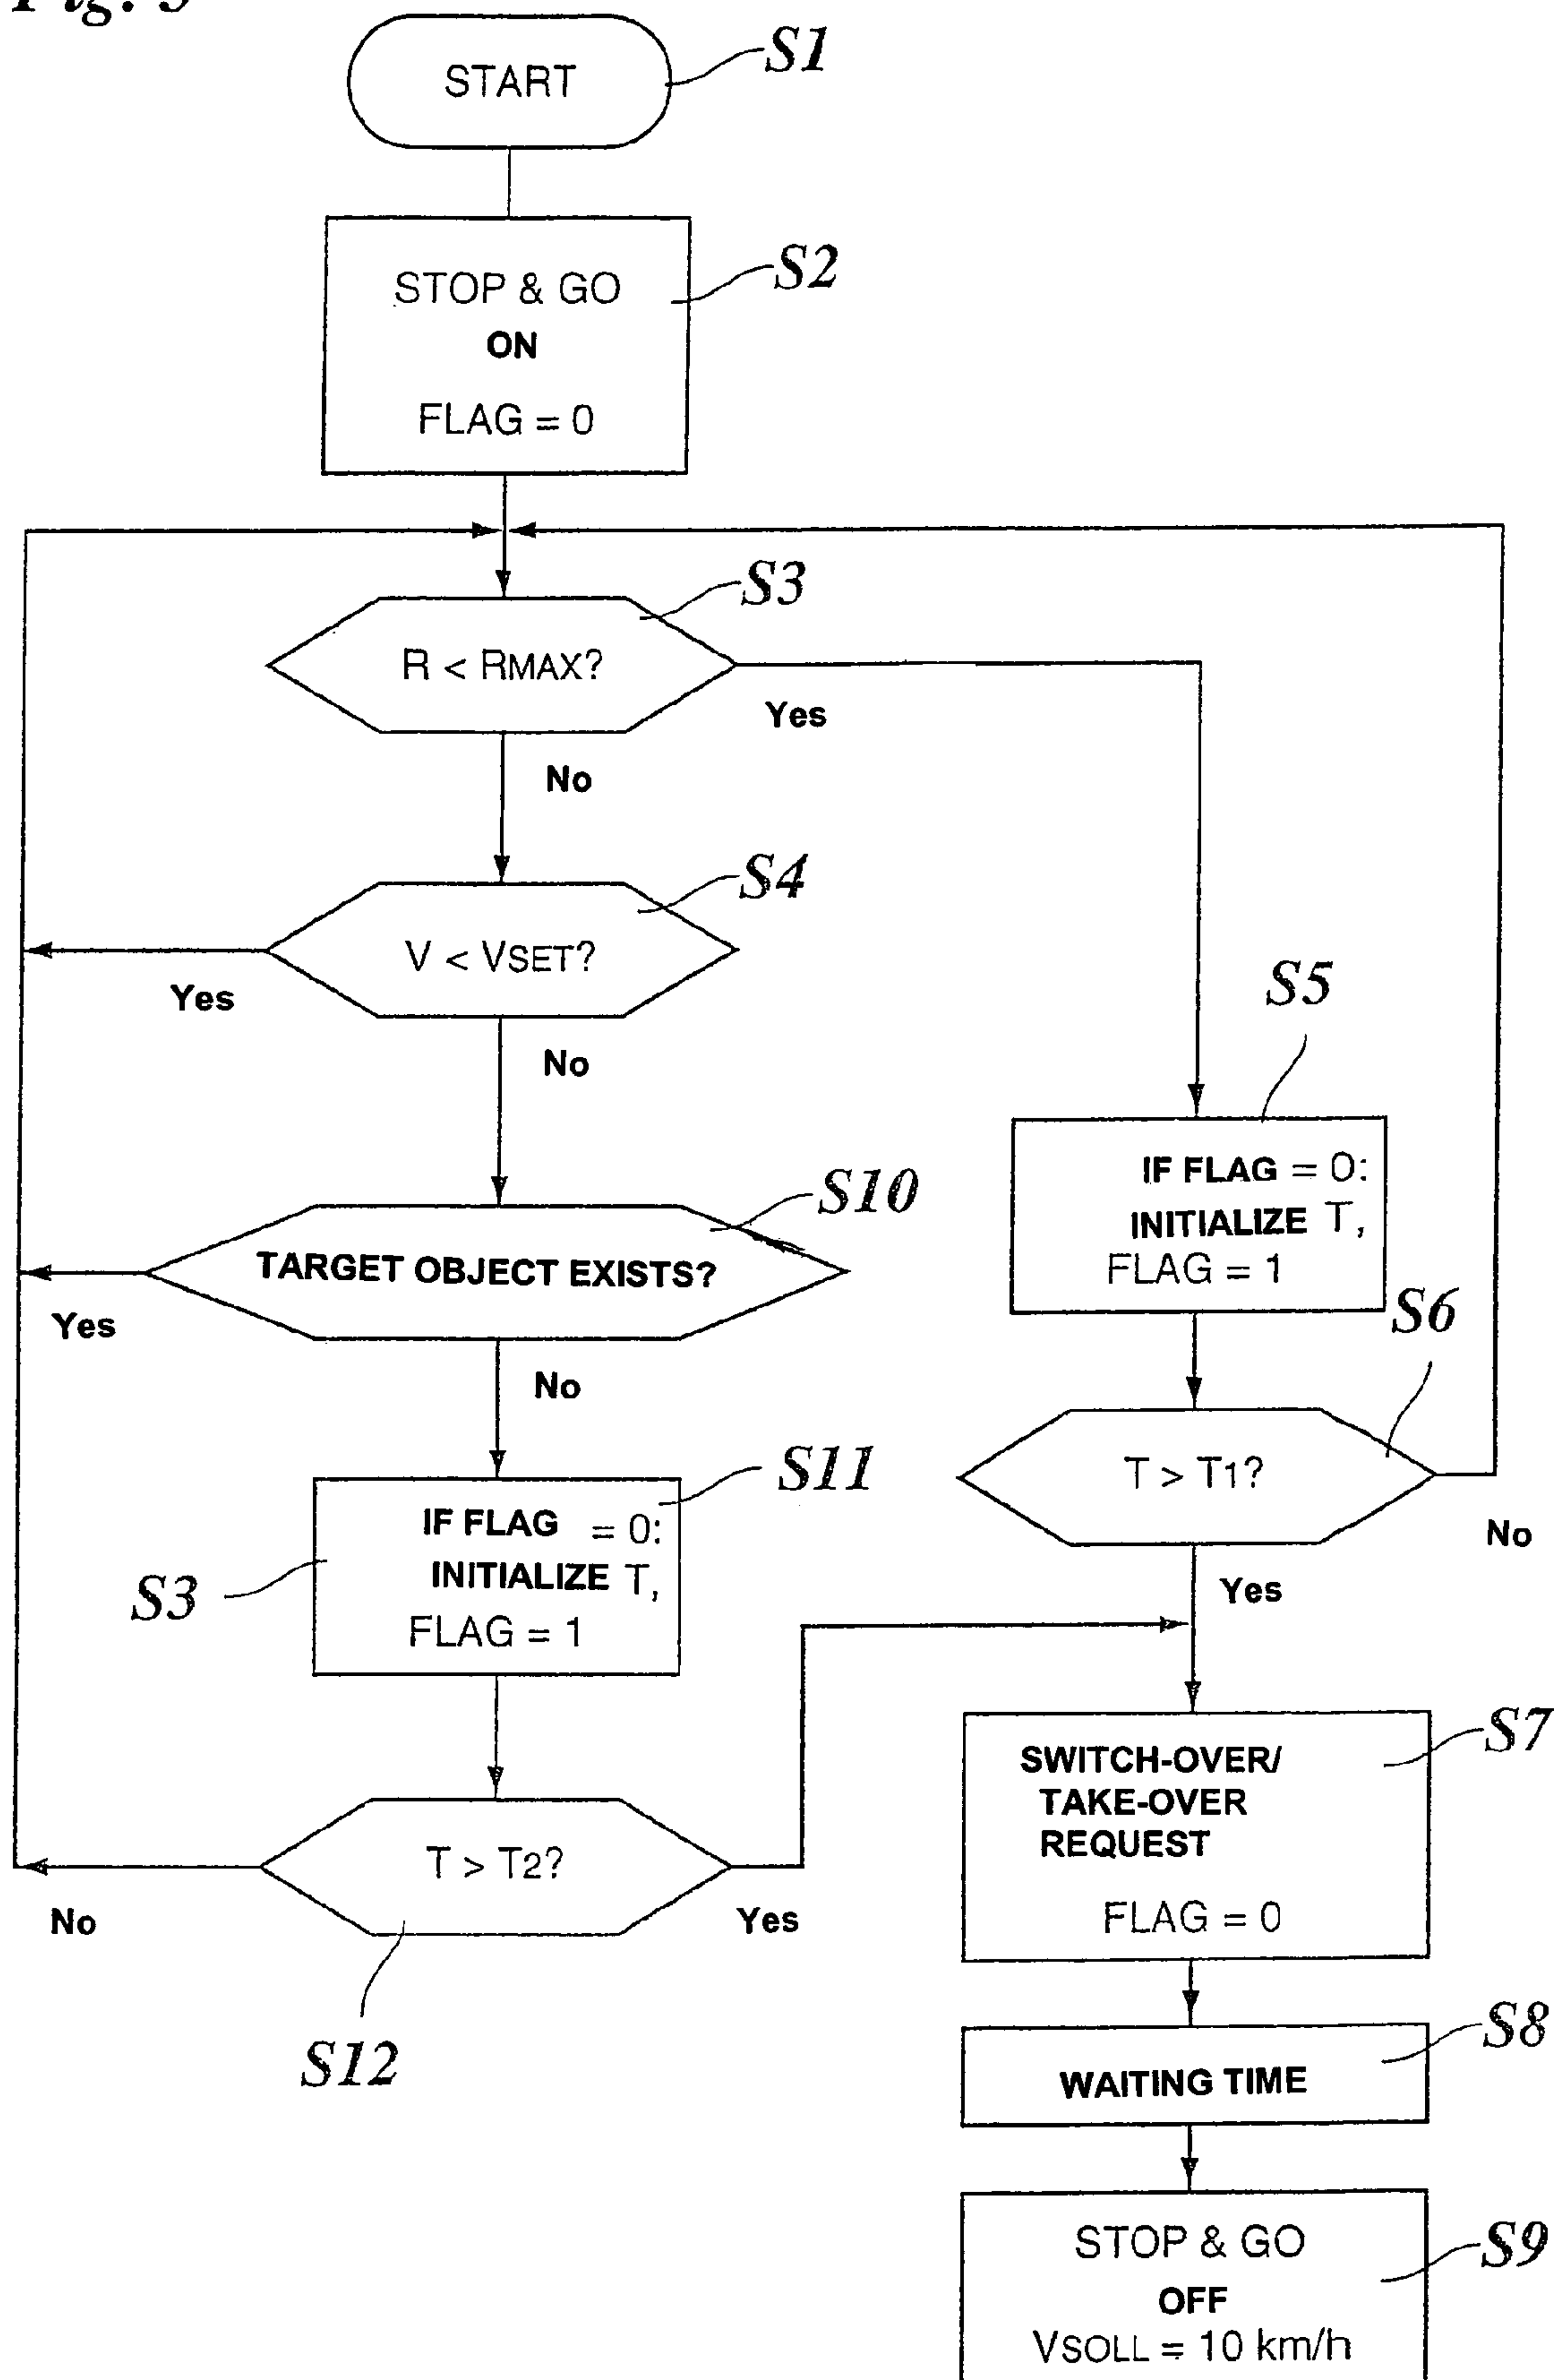 Fig. 3
START
S1
STOP & GO
ON
FLAG = 0
S2
R < RMAX?
S3
Yes
No
V < VSET?
S4
Yes
No
TARGET OBJECT EXISTS?
S10
Yes
No
S5
IF FLAG = 0:
INITIALIZE T,
FLAG = 1
S6
T > T1?
No
Yes
S11
IF FLAG = 0:
INITIALIZE T,
FLAG = 1
S3
T > T2?
No
Yes
S12
SWITCH-OVER/
TAKE-OVER
REQUEST
FLAG = 0
S7
WAITING TIME
S8
STOP & GO
OFF
VSOLL = 10 km/h
S9